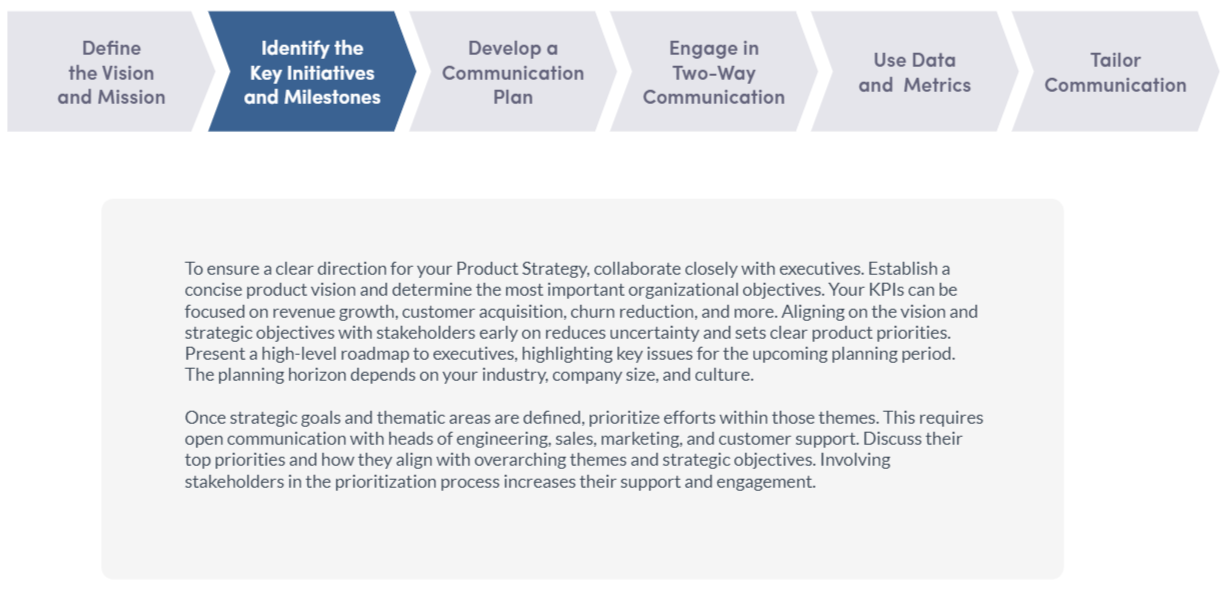 Define
the Vision
and Mission
Identify the
Key Initiatives
and Milestones
Develop a
Communication
Plan
Engage in
Two-Way
Communication
Use Data
and Metrics
Tailor
Communication
To ensure a clear direction for your Product Strategy, collaborate closely with executives. Establish a
concise product vision and determine the most important organizational objectives. Your KPIs can be
focused on revenue growth, customer acquisition, churn reduction, and more. Aligning on the vision and
strategic objectives with stakeholders early on reduces uncertainty and sets clear product priorities.
Present a high-level roadmap to executives, highlighting key issues for the upcoming planning period.
The planning horizon depends on your industry, company size, and culture.
Once strategic goals and thematic areas are defined, prioritize efforts within those themes. This requires
open communication with heads of engineering, sales, marketing, and customer support. Discuss their
top priorities and how they align with overarching themes and strategic objectives. Involving
stakeholders in the prioritization process increases their support and engagement.